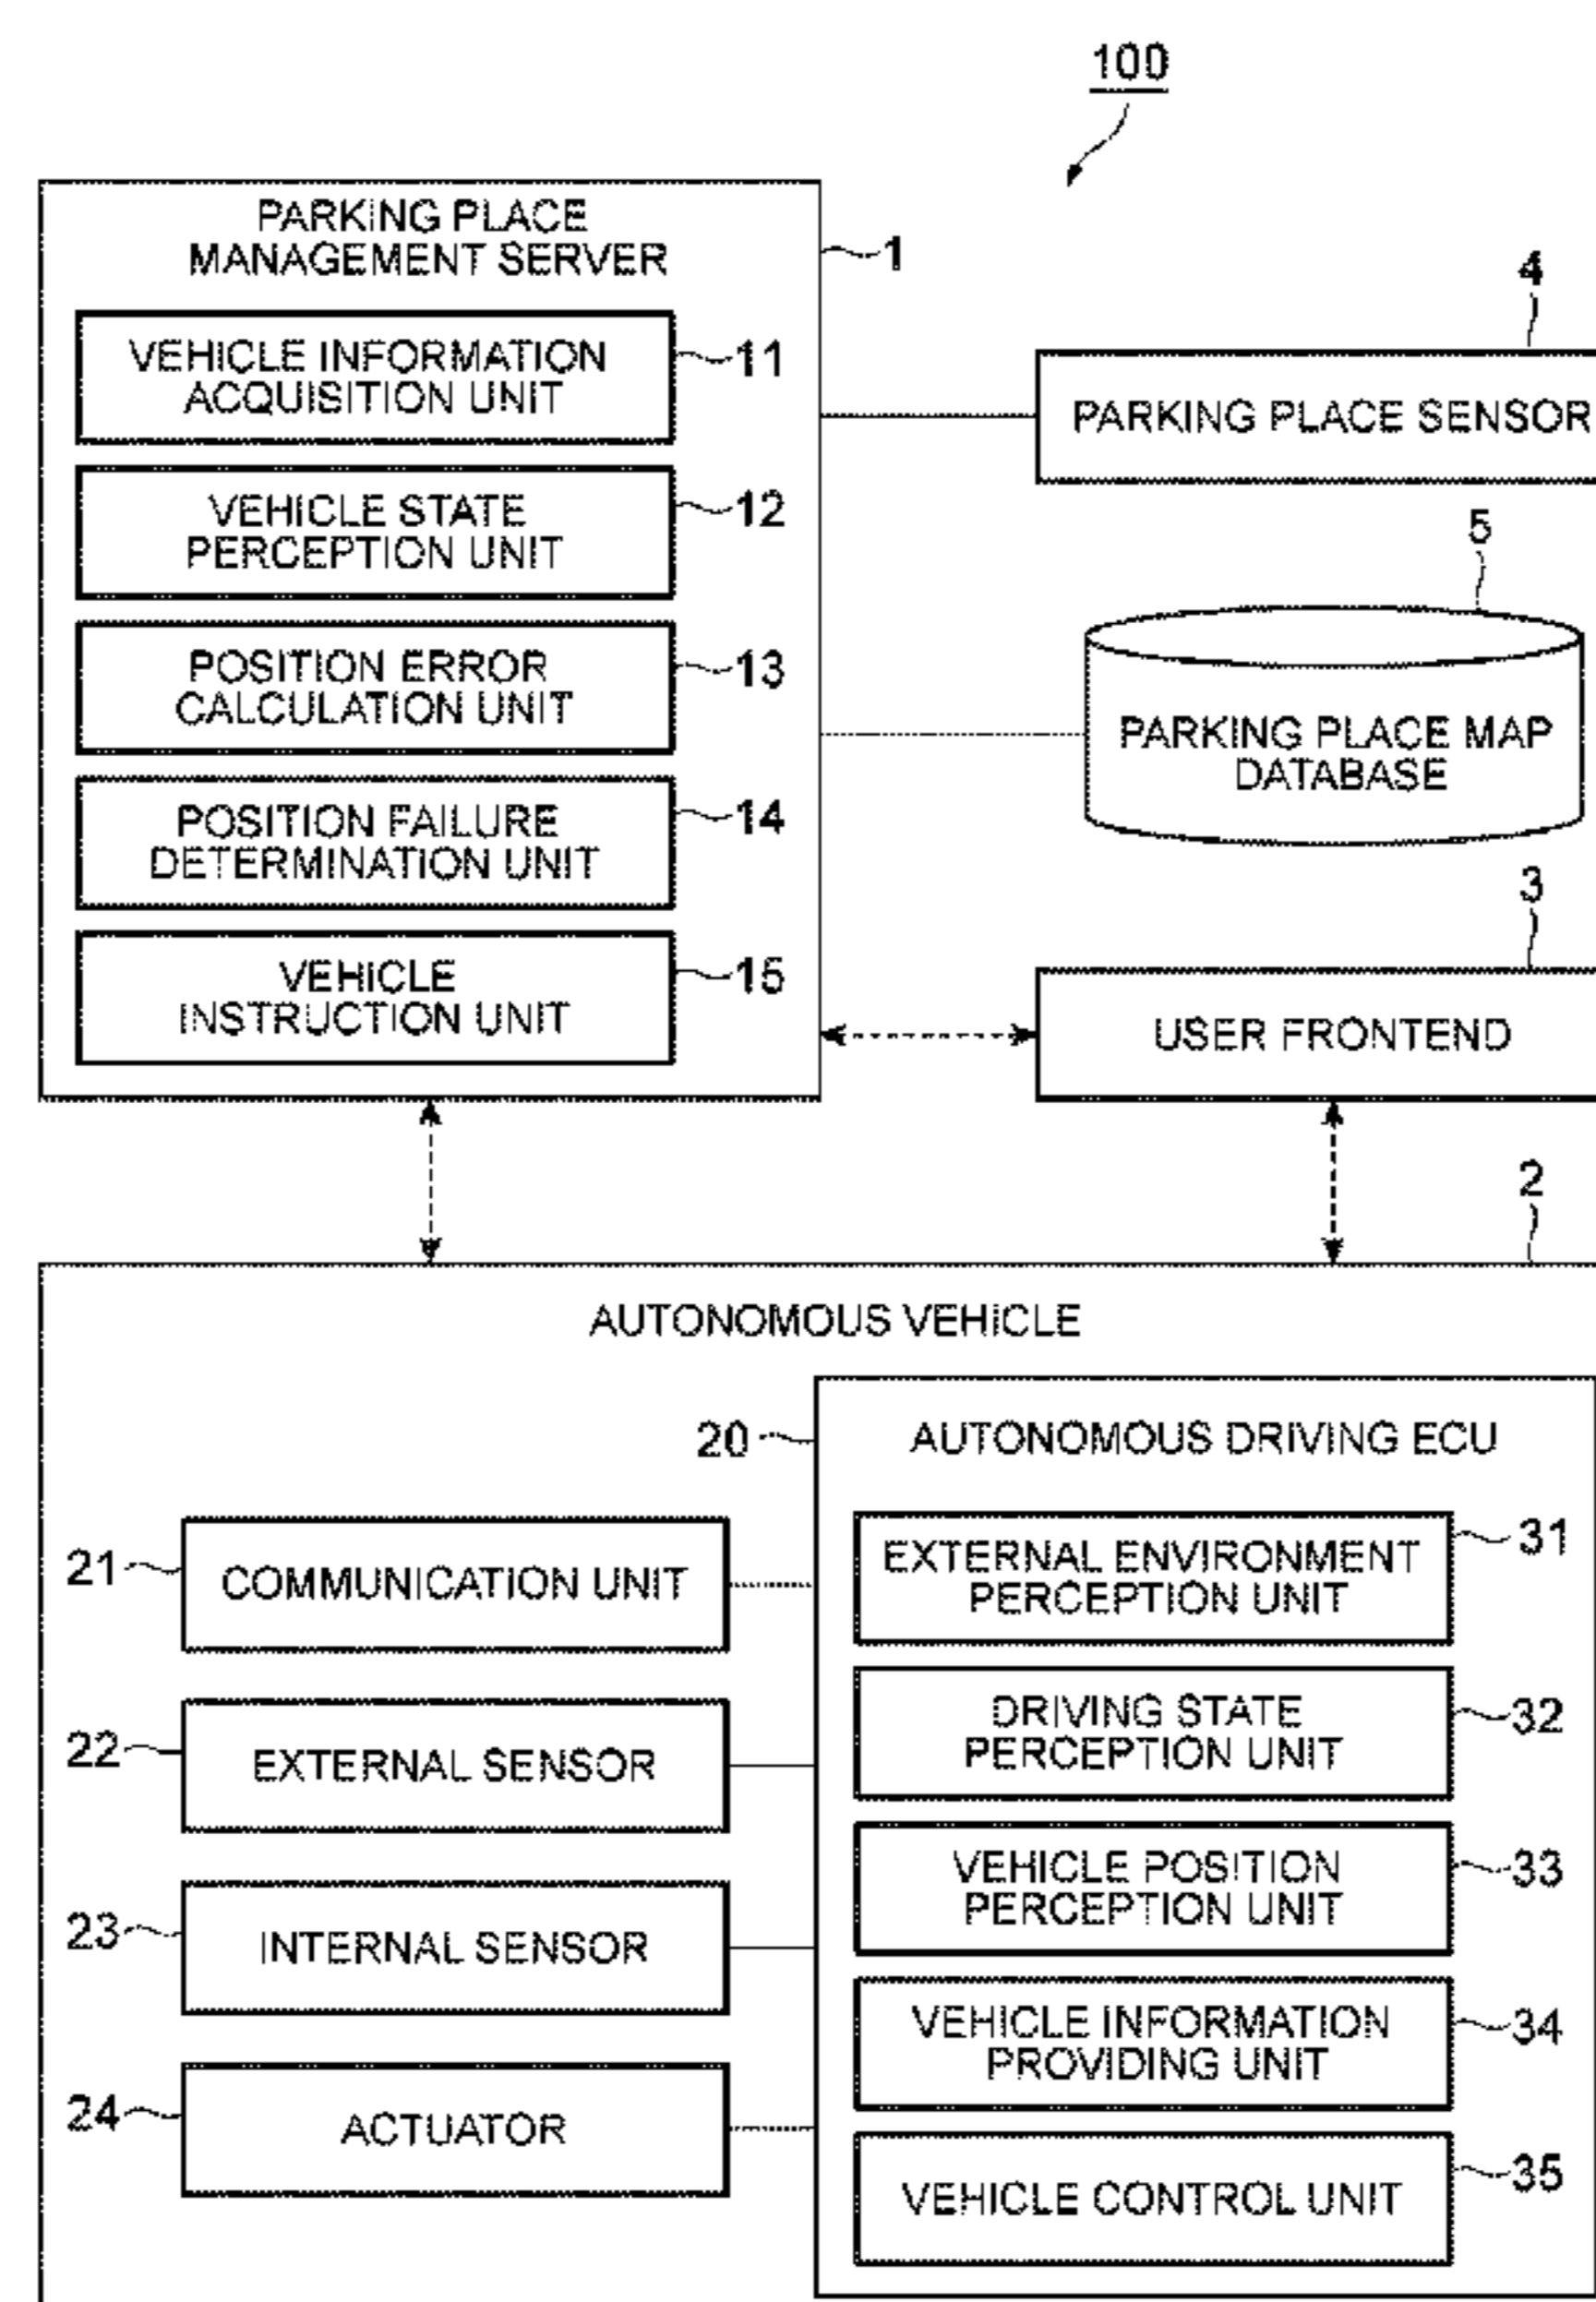 100
PARKING PLACE
MANAGEMENT SERVER
1
VEHICLE INFORMATION
ACQUISITION UNIT
11
VEHICLE STATE
PERCEPTION UNIT
12
POSITION ERROR
CALCULATION UNIT
13
POSITION FAILURE
DETERMINATION UNIT
14
VEHICLE
INSTRUCTION UNIT
15
4
PARKING PLACE SENSOR
5
PARKING PLACE MAP
DATABASE
3
USER FRONTEND
2
AUTONOMOUS VEHICLE
20
AUTONOMOUS DRIVING ECU
21
COMMUNICATION UNIT
22
EXTERNAL SENSOR
23
INTERNAL SENSOR
24
ACTUATOR
EXTERNAL ENVIRONMENT
PERCEPTION UNIT
31
DRIVING STATE
PERCEPTION UNIT
32
VEHICLE POSITION
PERCEPTION UNIT
33
VEHICLE INFORMATION
PROVIDING UNIT
34
VEHICLE CONTROL UNIT
35